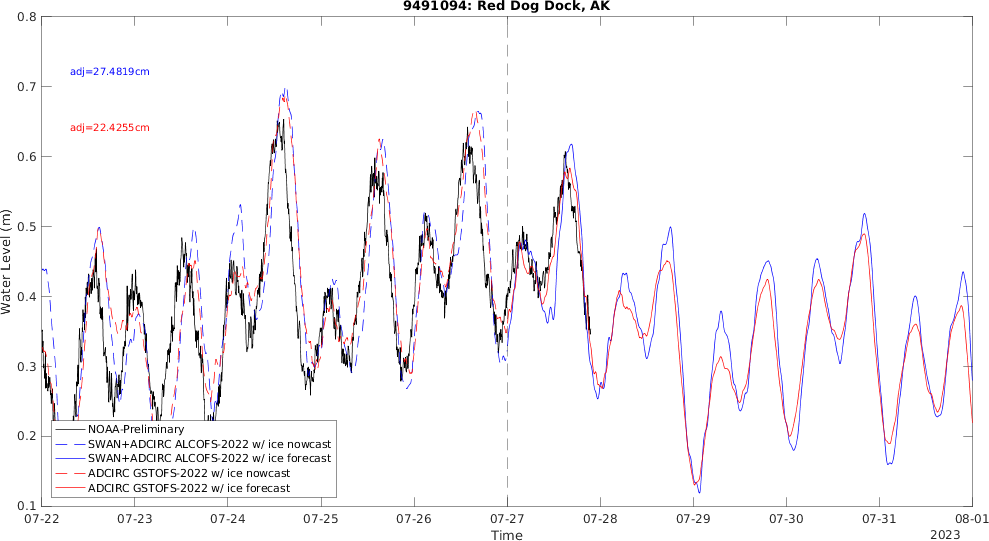 9491094: Red Dog Dock, AK
0.8
0.7
0.6
0.5
0.4
0.3
0.2
0.1
Water Level (m)
adj=27.4819cm
adj=22.4255cm
NOAA-Preliminary
SWAN+ADCIRC ALCOFS-2022 w/ ice nowcast
SWAN+ADCIRC ALCOFS-2022 w/ ice forecast
ADCIRC GSTOFS-2022 w/ ice nowcast
ADCIRC GSTOFS-2022 w/ ice forecast
07-22 07-23 07-24 07-25 07-26 07-27 07-28 07-29 07-30 07-31 08-01
Time
2023